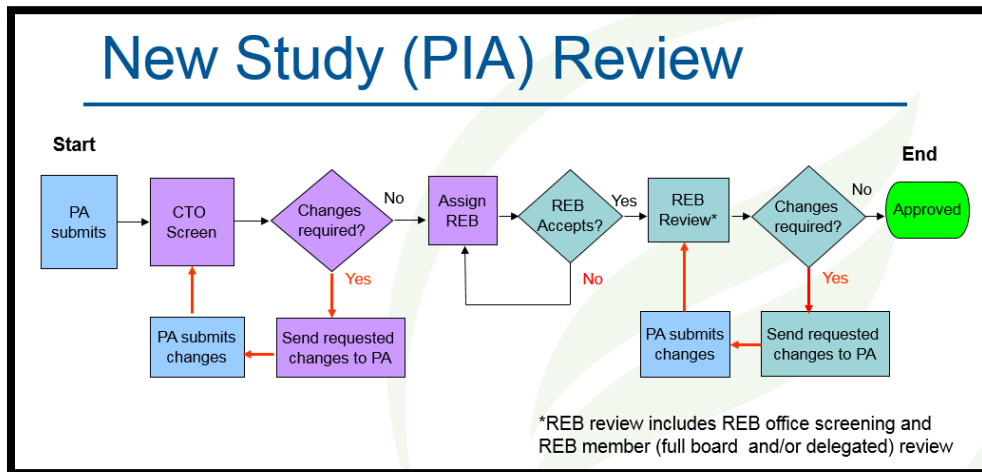 New Study (PIA) Review
Start
End
PA
submits
CTO
Screen
Changes
required?
No
Yes
Send requested
changes to PA
PA submits
changes
Assign
REB
REB
Accepts?
No
Yes
REB
Review*
Changes
required?
No
Yes
Send requested
changes to PA
PA submits
changes
Approved
*REB review includes REB office screening and
REB member (full board and/or delegated) review